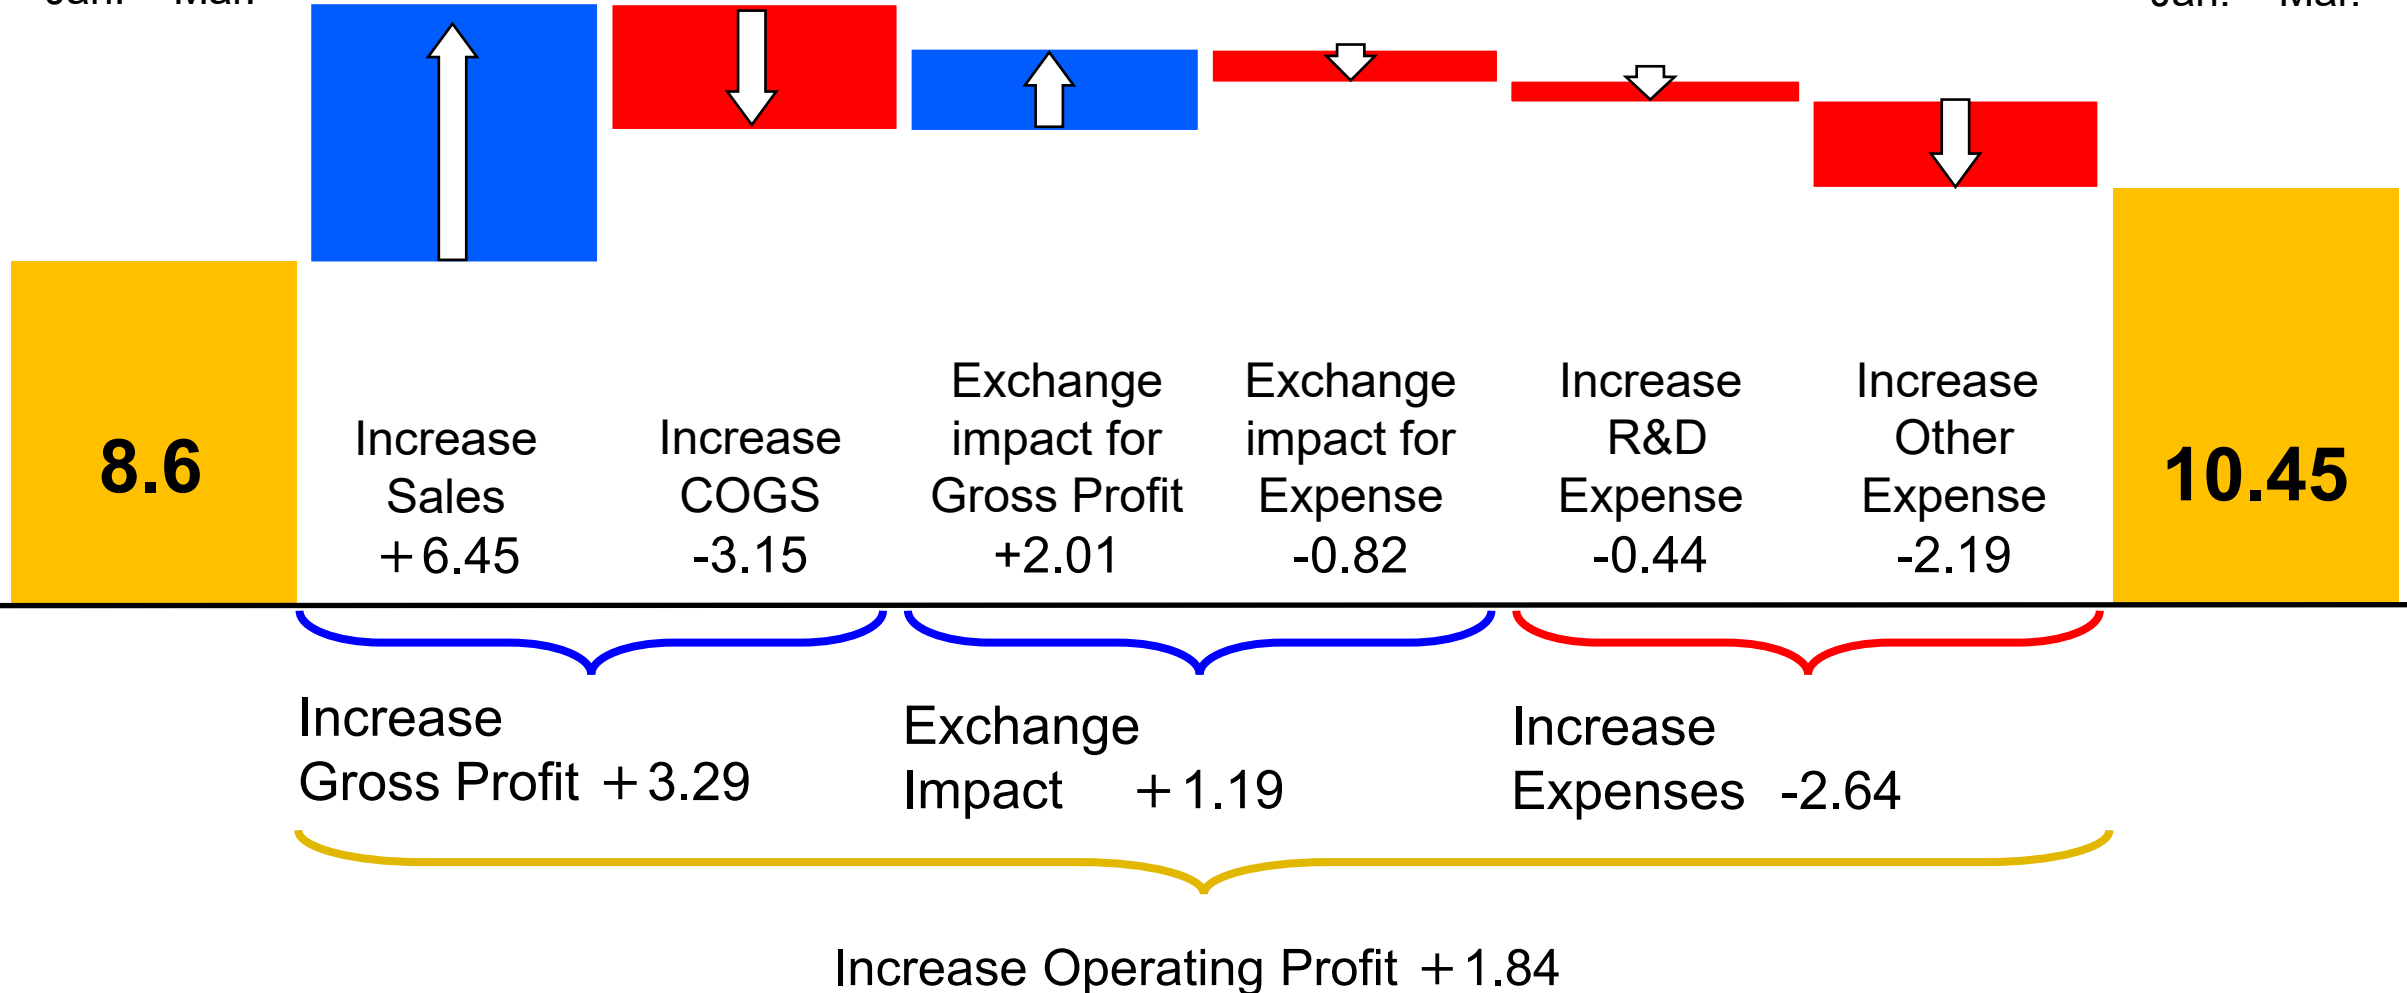 8.6
Increase
Sales
＋6.45
Increase
COGS
-3.15
Exchange
impact for
Gross Profit
+2.01
Exchange
impact for
Expense
-0.82
Increase
R&D
Expense
-0.44
Increase
Other
Expense
-2.19
10.45
Increase
Gross Profit ＋3.29
Exchange
Impact ＋1.19
Increase
Expenses -2.64
Increase Operating Profit ＋1.84